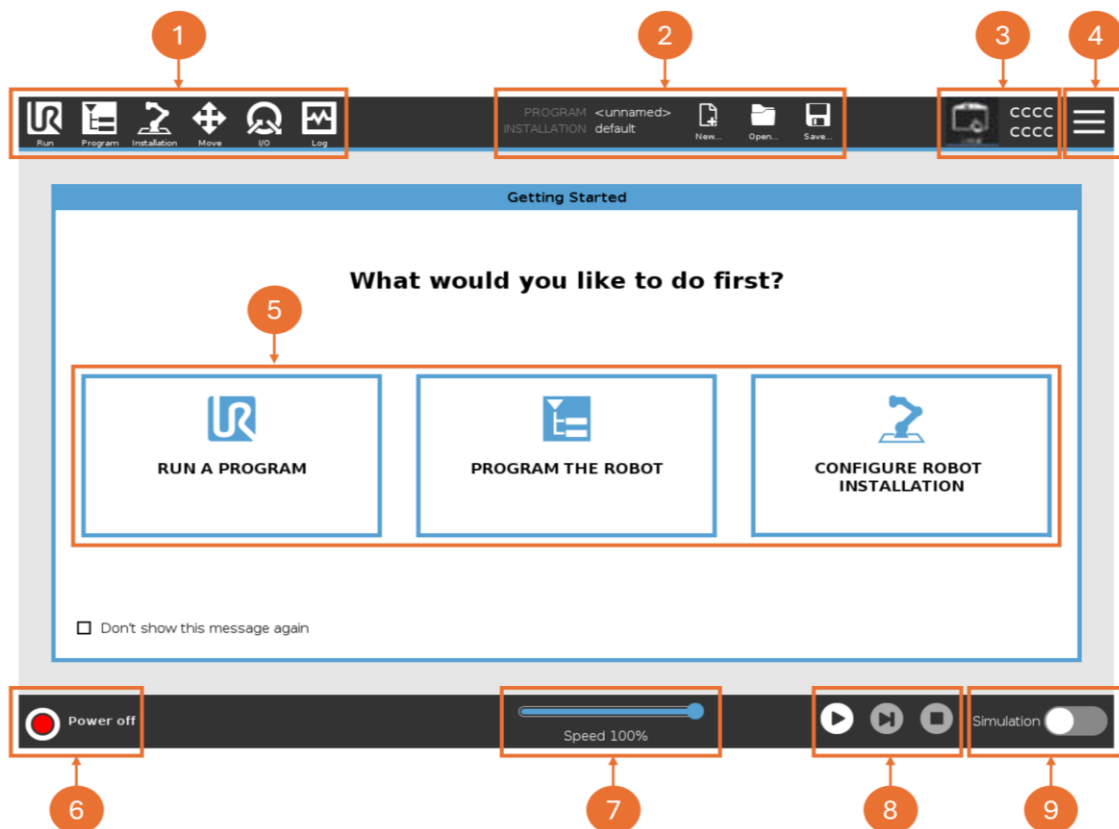 1
2
3
4
PROGRAM <unnamed>
INSTALLATION default
CCCC
CCCC
Run Program Installation Move I/O Log
New... Open... Save...
Getting Started
What would you like to do first?
5
RUN A PROGRAM
PROGRAM THE ROBOT
CONFIGURE ROBOT
INSTALLATION
Don't show this message again
Power off
Speed 100%
Simulation
6
7
8
9